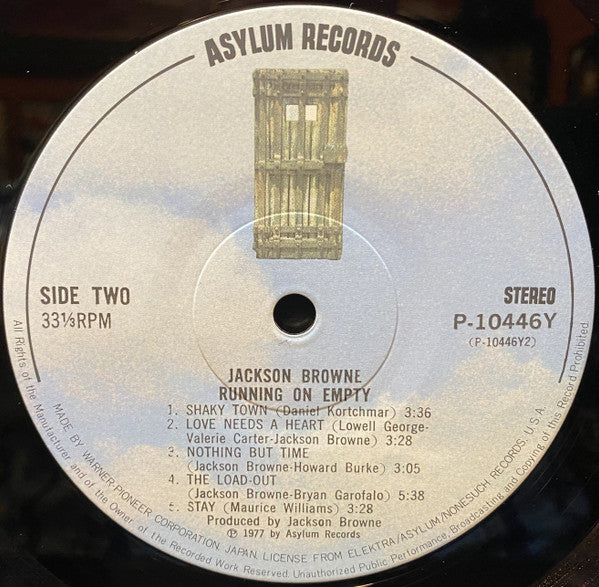 ASYLUM RECORDS
SIDE TWO
33⅓RPM
STEREO
P-10446Y
(P-10446Y2)
JACKSON BROWNE
RUNNING ON EMPTY
1. SHAKY TOWN (Daniel Kortchmar) 3:36
2. LOVE NEEDS A HEART (Lowell George-
Valerie Carter-Jackson Browne) 3:28
3. NOTHING BUT TIME
(Jackson Browne-Howard Burke) 3:05
4. THE LOAD-OUT
(Jackson Browne-Bryan Garofalo) 5:38
5. STAY (Maurice Williams) 3:28
Produced by Jackson Browne
℗ 1977 by Asylum Records
MADE BY WARNER-PIONEER CORPORATION, JAPAN. LICENSE FROM ELEKTRA/ASYLUM/NONESUCH RECORDS, U.S.A.
All Rights of the Manufacturer and of the Owner of the Recorded Work Reserved. Unauthorized Public Performance, Broadcasting and Copying of this Record Prohibited